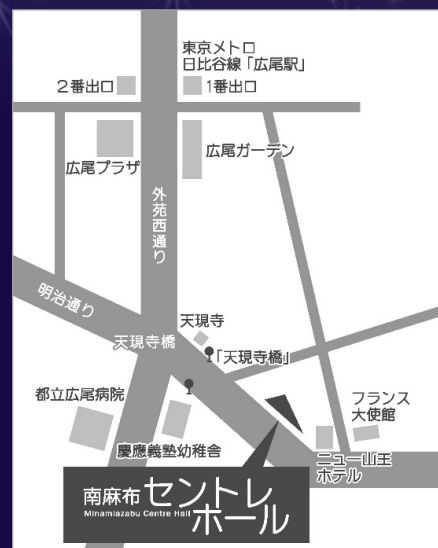 東京メトロ
日比谷線「広尾駅」
2番出口
1番出口
広尾プラザ
広尾ガーデン
外苑西通り
明治通り
天現寺
天現寺橋
「天現寺橋」
都立広尾病院
フランス
大使館
慶應義塾幼稚舎
ニュー山王
ホテル
南麻布セントレ
Minamiazabu Centre Hall
ホール